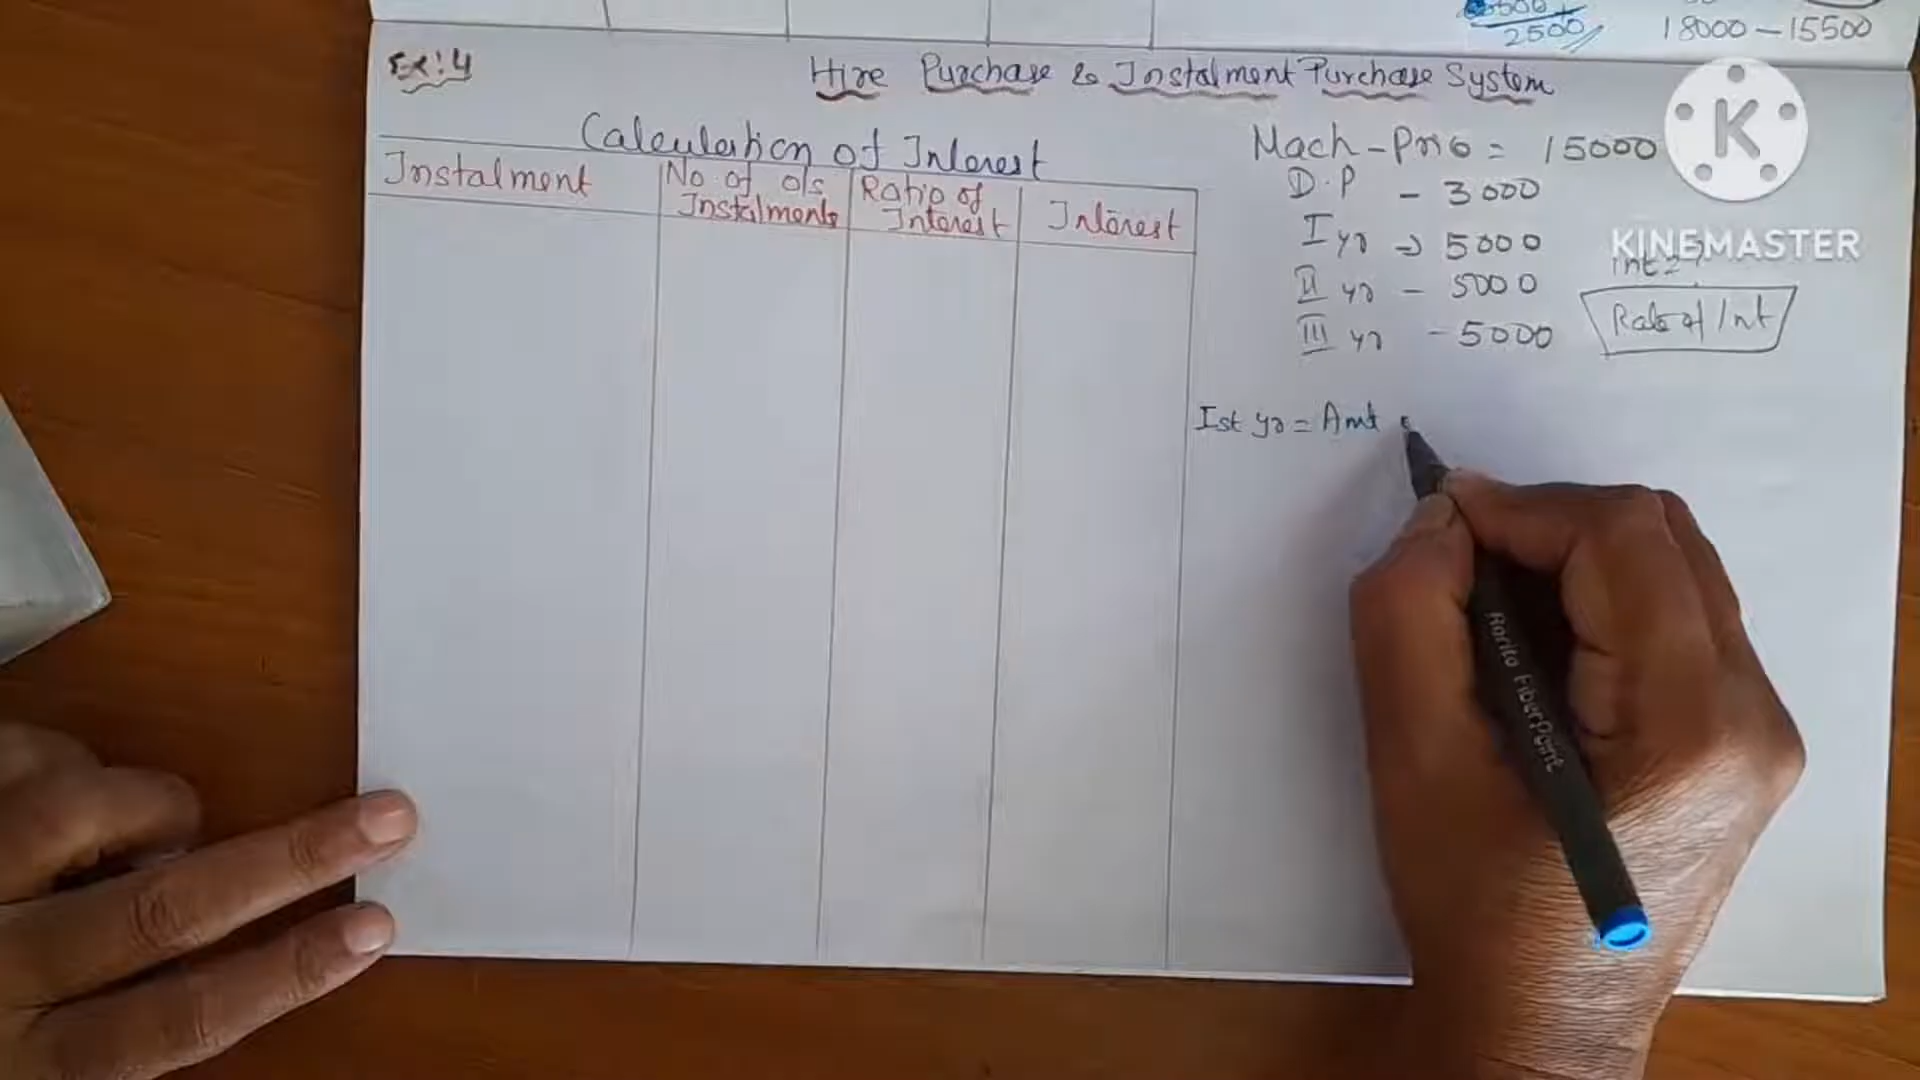 2500
18000-15500
Ex:4
Hire Purchase & Instalment Purchase System
Calculation of Interest
Instalment
No of o/s Instalments
Ratio of Interest
Interest
Mach-Price = 15000
D.P - 3000
I yr → 5000
II yr - 5000
III yr - 5000
Int = ?
Rate of Int
Ist yr = Amt
K
KINEMASTER
Rorito FiberPoint